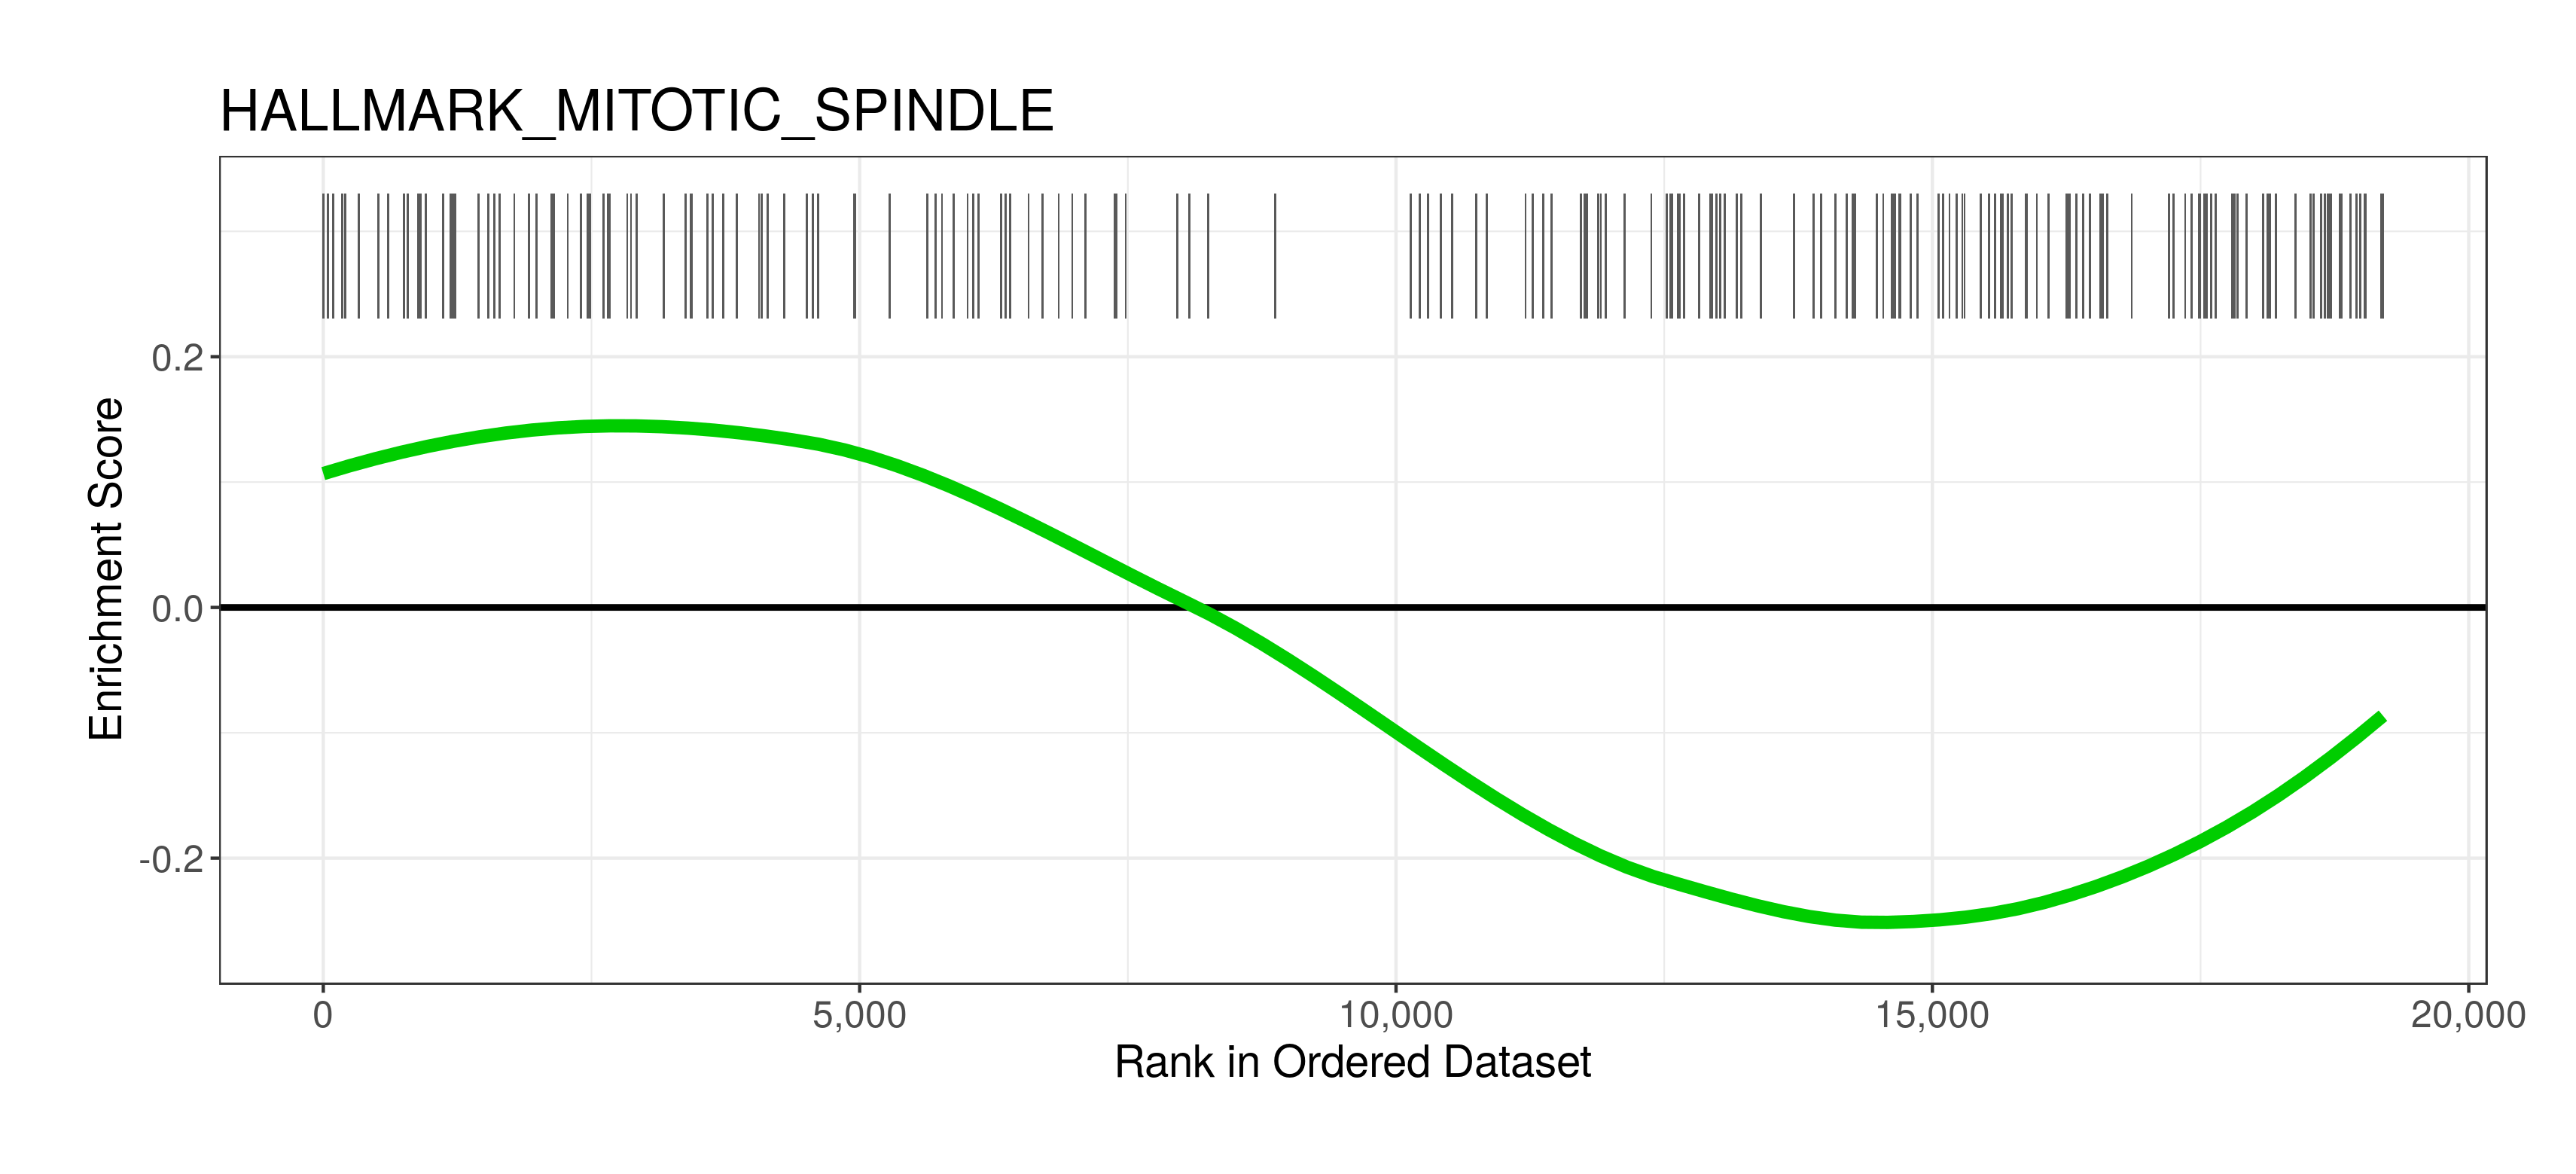 HALLMARK_MITOTIC_SPINDLE
Enrichment Score
0.2
0.0
-0.2
0
5,000
10,000
15,000
20,000
Rank in Ordered Dataset